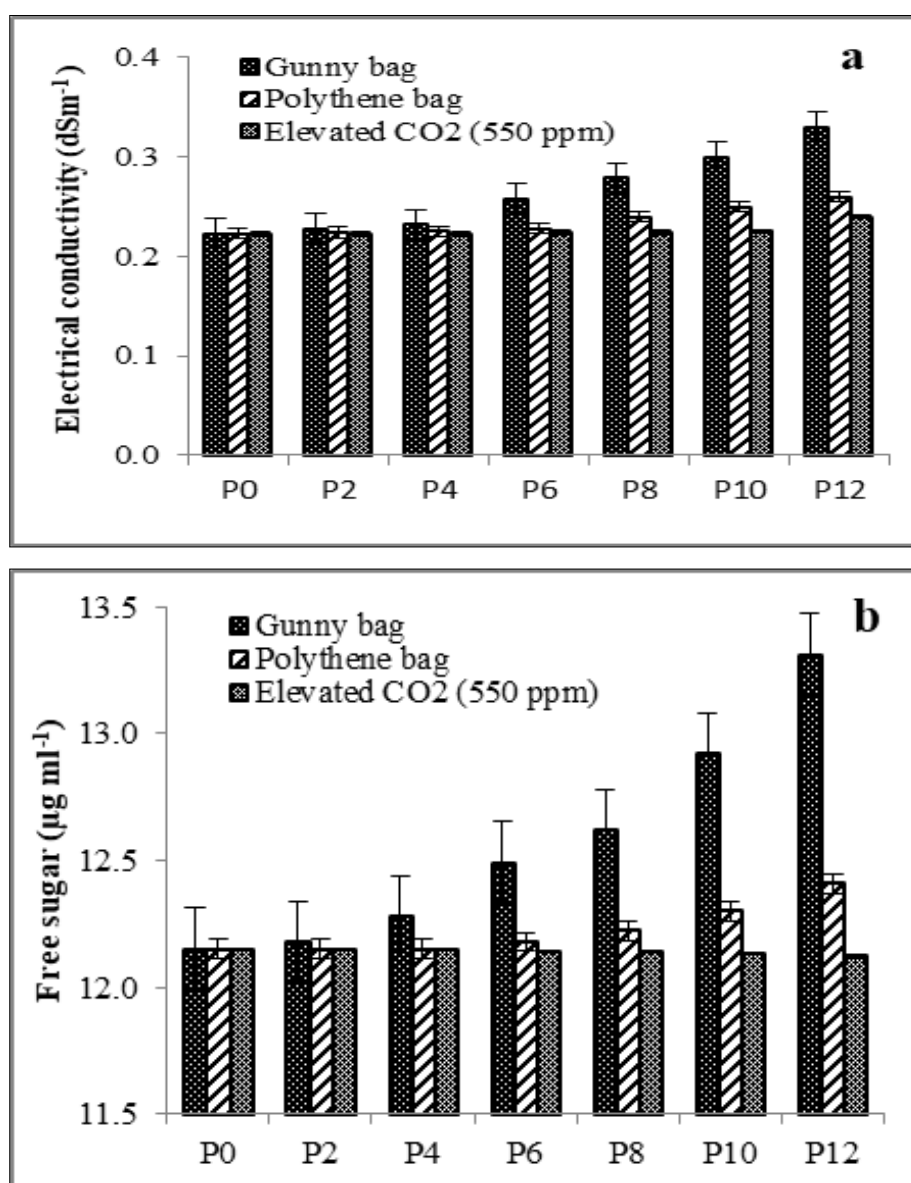 a
Electrical conductivity (dSm⁻¹)
Gunny bag
Polythene bag
Elevated CO2 (550 ppm)
0.4
0.3
0.2
0.1
0.0
P0 P2 P4 P6 P8 P10 P12
b
Free sugar (µg ml⁻¹)
Gunny bag
Polythene bag
Elevated CO2 (550 ppm)
13.5
13.0
12.5
12.0
11.5
P0 P2 P4 P6 P8 P10 P12